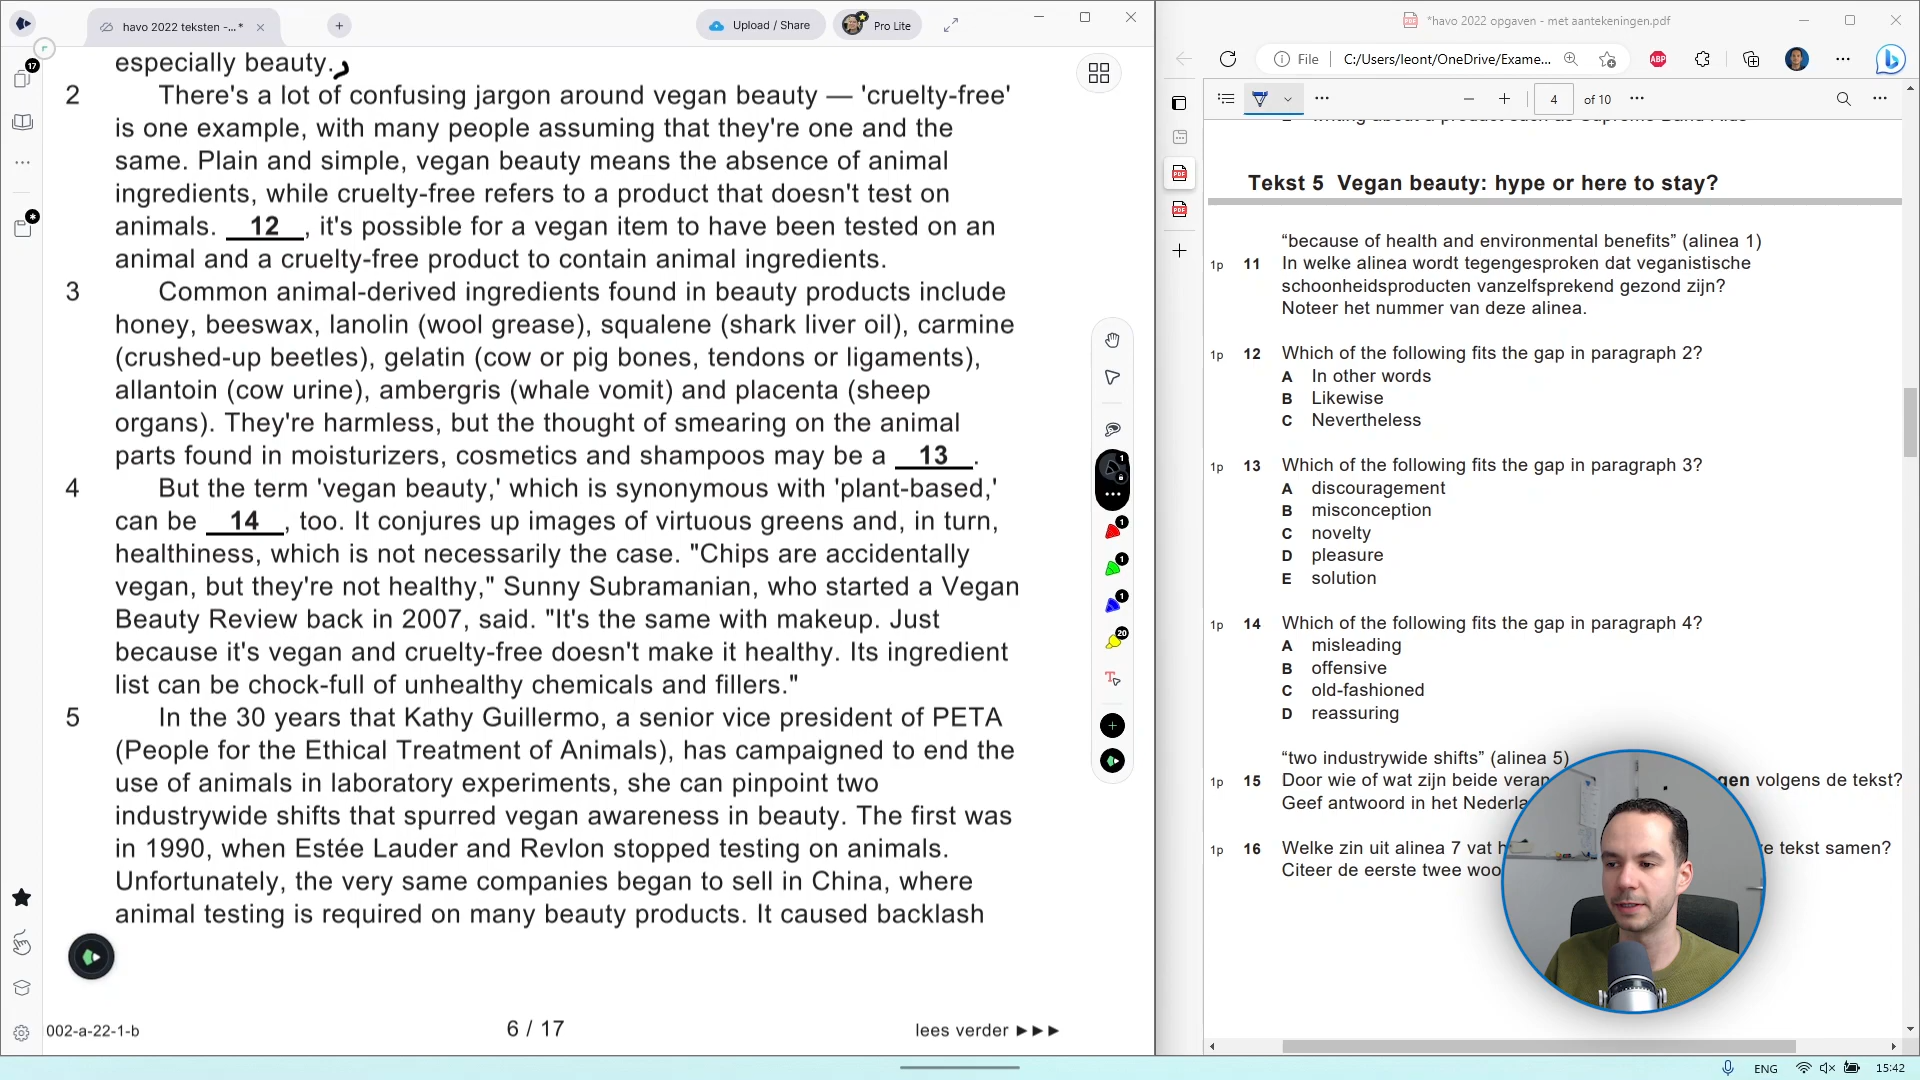 havo 2022 teksten -...*
Upload / Share
Pro Lite
17
especially beauty.
2 There's a lot of confusing jargon around vegan beauty — 'cruelty-free'
is one example, with many people assuming that they're one and the
same. Plain and simple, vegan beauty means the absence of animal
ingredients, while cruelty-free refers to a product that doesn't test on
animals. 12 , it's possible for a vegan item to have been tested on an
animal and a cruelty-free product to contain animal ingredients.
3 Common animal-derived ingredients found in beauty products include
honey, beeswax, lanolin (wool grease), squalene (shark liver oil), carmine
(crushed-up beetles), gelatin (cow or pig bones, tendons or ligaments),
allantoin (cow urine), ambergris (whale vomit) and placenta (sheep
organs). They're harmless, but the thought of smearing on the animal
parts found in moisturizers, cosmetics and shampoos may be a 13 .
4 But the term 'vegan beauty,' which is synonymous with 'plant-based,'
can be 14 , too. It conjures up images of virtuous greens and, in turn,
healthiness, which is not necessarily the case. "Chips are accidentally
vegan, but they're not healthy," Sunny Subramanian, who started a Vegan
Beauty Review back in 2007, said. "It's the same with makeup. Just
because it's vegan and cruelty-free doesn't make it healthy. Its ingredient
list can be chock-full of unhealthy chemicals and fillers."
5 In the 30 years that Kathy Guillermo, a senior vice president of PETA
(People for the Ethical Treatment of Animals), has campaigned to end the
use of animals in laboratory experiments, she can pinpoint two
industrywide shifts that spurred vegan awareness in beauty. The first was
in 1990, when Estée Lauder and Revlon stopped testing on animals.
Unfortunately, the very same companies began to sell in China, where
animal testing is required on many beauty products. It caused backlash
002-a-22-1-b
6 / 17
lees verder ►►►
1
1
1
1
20
*havo 2022 opgaven - met aantekeningen.pdf
File
C:/Users/leont/OneDrive/Exame...
ABP
4 of 10
Tekst 5 Vegan beauty: hype or here to stay?
"because of health and environmental benefits" (alinea 1)
1p 11 In welke alinea wordt tegengesproken dat veganistische
schoonheidsproducten vanzelfsprekend gezond zijn?
Noteer het nummer van deze alinea.
1p 12 Which of the following fits the gap in paragraph 2?
A In other words
B Likewise
C Nevertheless
1p 13 Which of the following fits the gap in paragraph 3?
A discouragement
B misconception
C novelty
D pleasure
E solution
1p 14 Which of the following fits the gap in paragraph 4?
A misleading
B offensive
C old-fashioned
D reassuring
"two industrywide shifts" (alinea 5)
1p 15 Door wie of wat zijn beide veran gen volgens de tekst?
Geef antwoord in het Nederla
1p 16 Welke zin uit alinea 7 vat h tekst samen?
Citeer de eerste twee woo
ENG
15:42